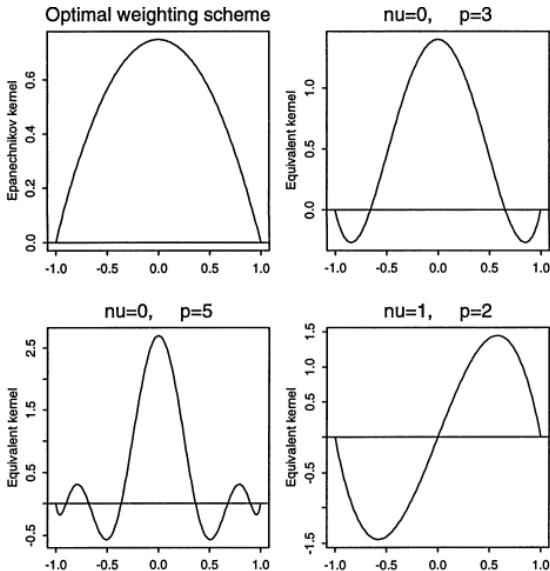 Optimal weighting scheme
Epanechnikov kernel
0.0 0.2 0.4 0.6
-1.0 -0.5 0.0 0.5 1.0
nu=0, p=3
Equivalent kernel
0.0 0.5 1.0
-1.0 -0.5 0.0 0.5 1.0
nu=0, p=5
Equivalent kernel
-0.5 0.5 1.5 2.5
-1.0 -0.5 0.0 0.5 1.0
nu=1, p=2
Equivalent kernel
-1.5 -0.5 0.5 1.5
-1.0 -0.5 0.0 0.5 1.0